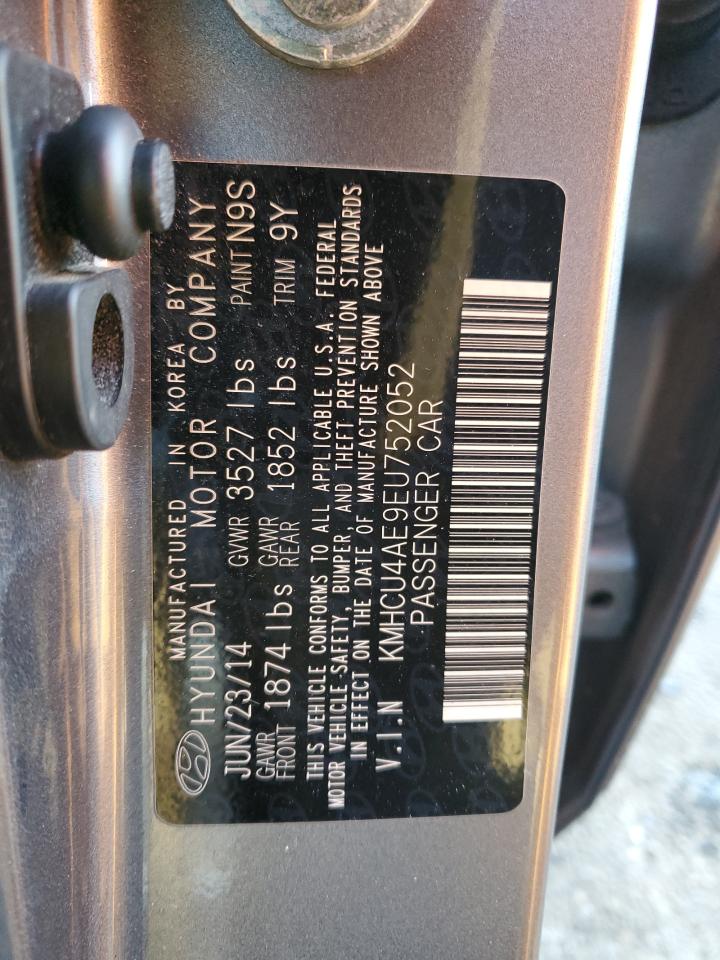 MANUFACTURED IN KOREA BY
HYUNDAI MOTOR COMPANY
JUN/23/14 GVWR 3527 lbs PAINT N9S
GAWR FRONT 1874 lbs GAWR REAR 1852 lbs TRIM 9Y
THIS VEHICLE CONFORMS TO ALL APPLICABLE U.S.A. FEDERAL
MOTOR VEHICLE SAFETY, BUMPER, AND THEFT PREVENTION STANDARDS
IN EFFECT ON THE DATE OF MANUFACTURE SHOWN ABOVE
V.I.N KMHCU4AE9EU752052
PASSENGER CAR